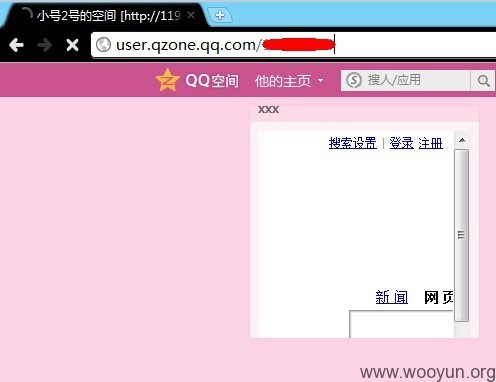 小号2号的空间 [http://119
user.qzone.qq.com/
QQ空间 他的主页 搜人/应用
xxx
搜索设置 | 登录 注册
新闻 网页
www.wooyun.org